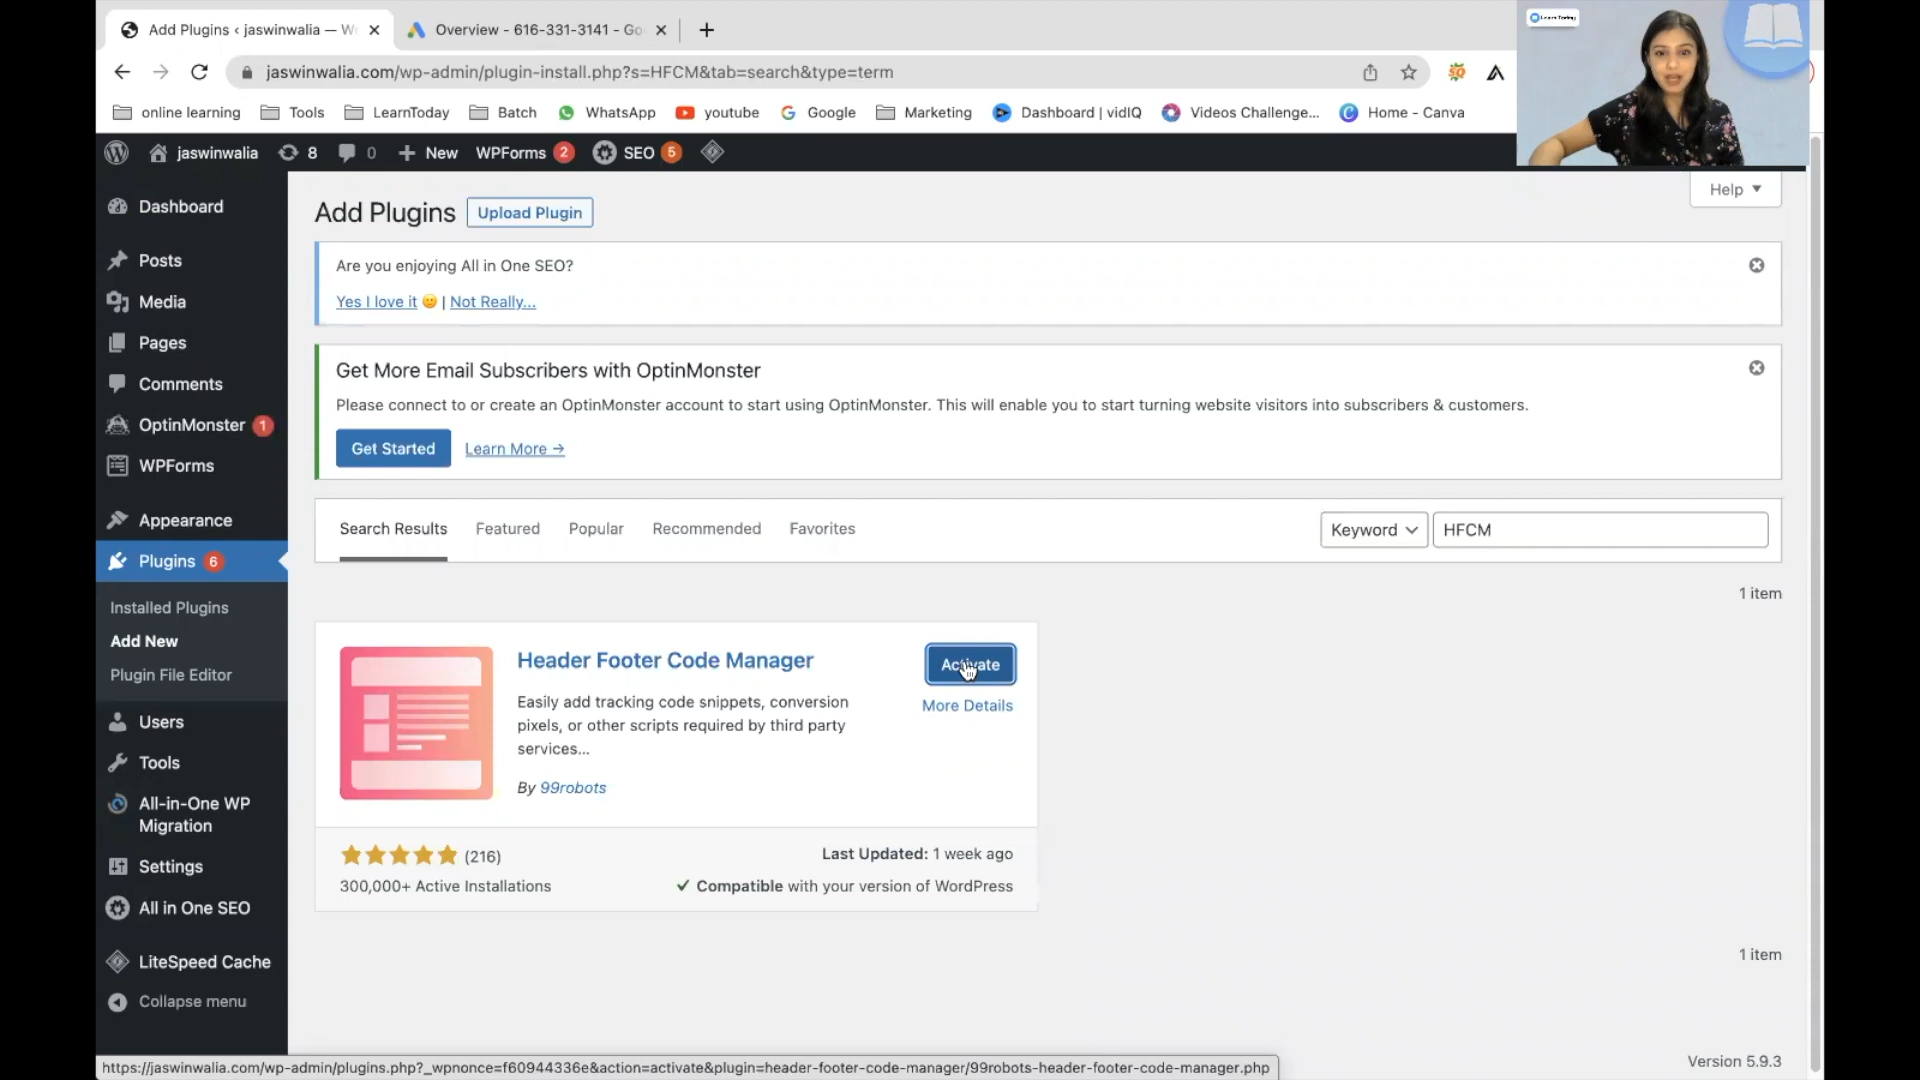 Add Plugins ‹ jaswinwalia — W
Overview - 616-331-3141 - Go
jaswinwalia.com/wp-admin/plugin-install.php?s=HFCM&tab=search&type=term
online learning
Tools
LearnToday
Batch
WhatsApp
youtube
Google
Marketing
Dashboard | vidIQ
Videos Challenge...
Home - Canva
Learn Today
jaswinwalia
8
0
New
WPForms 2
SEO 5
Help
Dashboard
Posts
Media
Pages
Comments
OptinMonster 1
WPForms
Appearance
Plugins 6
Installed Plugins
Add New
Plugin File Editor
Users
Tools
All-in-One WP
Migration
Settings
All in One SEO
LiteSpeed Cache
Collapse menu
Add Plugins
Upload Plugin
Are you enjoying All in One SEO?
Yes I love it 🙂 | Not Really...
Get More Email Subscribers with OptinMonster
Please connect to or create an OptinMonster account to start using OptinMonster. This will enable you to start turning website visitors into subscribers & customers.
Get Started
Learn More →
Search Results
Featured
Popular
Recommended
Favorites
Keyword
HFCM
1 item
Header Footer Code Manager
Activate
More Details
Easily add tracking code snippets, conversion
pixels, or other scripts required by third party
services...
By 99robots
(216)
Last Updated: 1 week ago
300,000+ Active Installations
✓ Compatible with your version of WordPress
1 item
Version 5.9.3
https://jaswinwalia.com/wp-admin/plugins.php?_wpnonce=f60944336e&action=activate&plugin=header-footer-code-manager/99robots-header-footer-code-manager.php